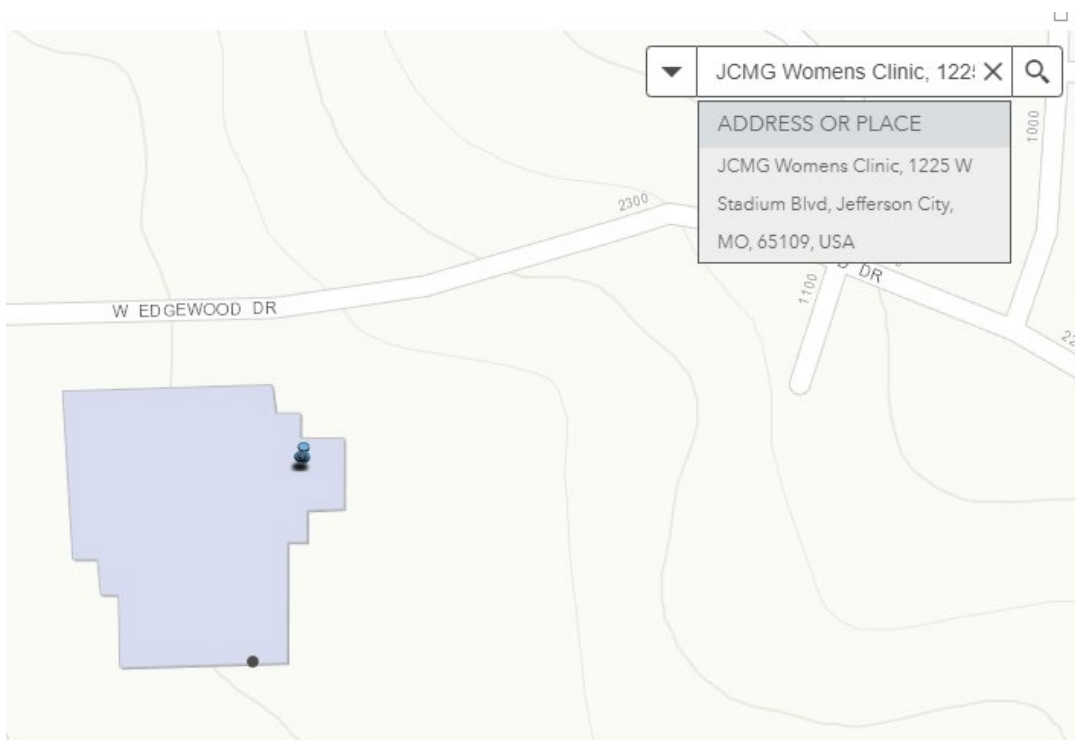 JCMG Womens Clinic, 122
ADDRESS OR PLACE
JCMG Womens Clinic, 1225 W
Stadium Blvd, Jefferson City,
MO, 65109, USA
1000
2300
DR
1100
W EDGEWOOD DR